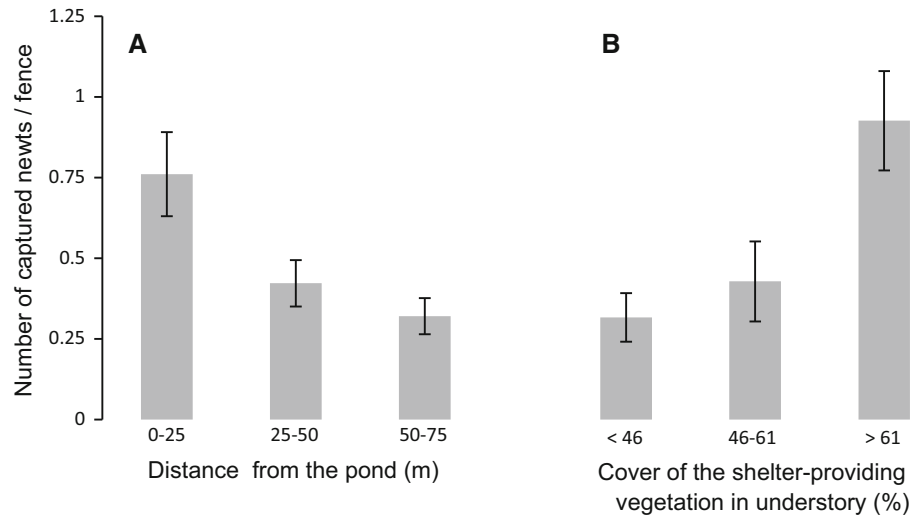 1.25
A
B
1
0.75
0.5
0.25
0
Number of captured newts / fence
0-25 25-50 50-75
Distance from the pond (m)
< 46 46-61 > 61
Cover of the shelter-providing
vegetation in understory (%)